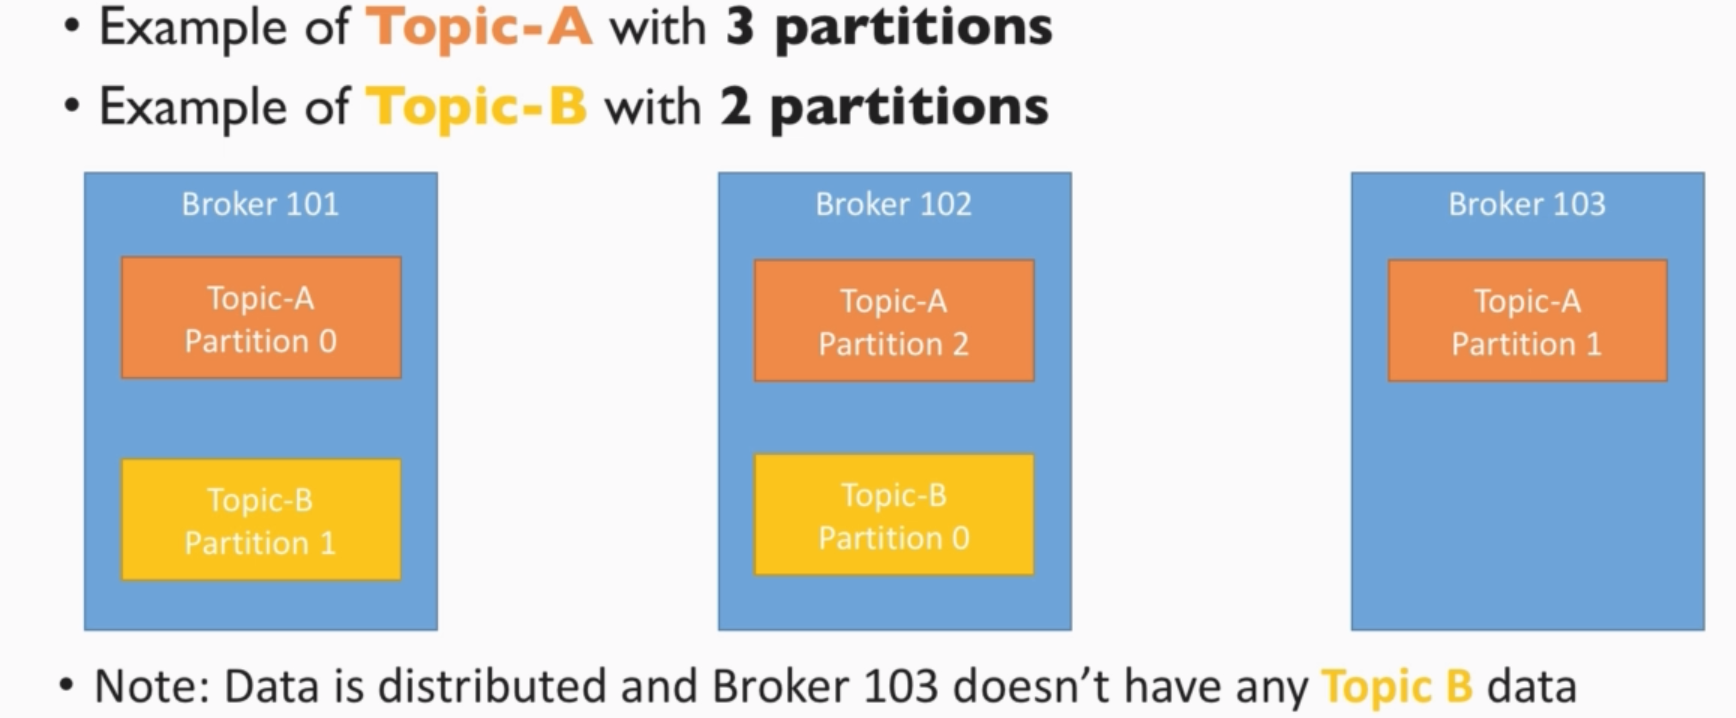 • Example of Topic-A with 3 partitions
• Example of Topic-B with 2 partitions
Broker 101
Topic-A
Partition 0
Topic-B
Partition 1
Broker 102
Topic-A
Partition 2
Topic-B
Partition 0
Broker 103
Topic-A
Partition 1
• Note: Data is distributed and Broker 103 doesn’t have any Topic B data